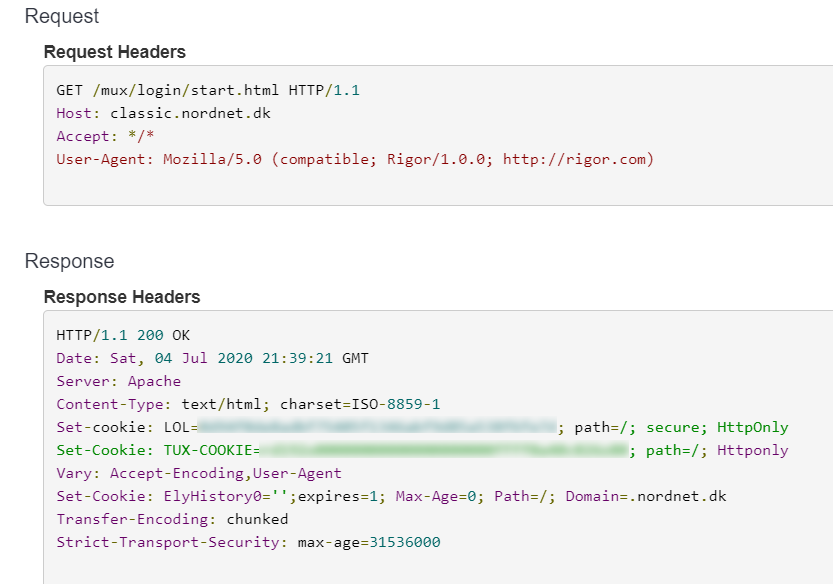 Request
Request Headers
GET /mux/login/start.html HTTP/1.1
Host: classic.nordnet.dk
Accept: */*
User-Agent: Mozilla/5.0 (compatible; Rigor/1.0.0; http://rigor.com)
Response
Response Headers
HTTP/1.1 200 OK
Date: Sat, 04 Jul 2020 21:39:21 GMT
Server: Apache
Content-Type: text/html; charset=ISO-8859-1
Set-cookie: LOL=; path=/; secure; HttpOnly
Set-Cookie: TUX-COOKIE=; path=/; Httponly
Vary: Accept-Encoding,User-Agent
Set-Cookie: ElyHistory0='';expires=1; Max-Age=0; Path=/; Domain=.nordnet.dk
Transfer-Encoding: chunked
Strict-Transport-Security: max-age=31536000